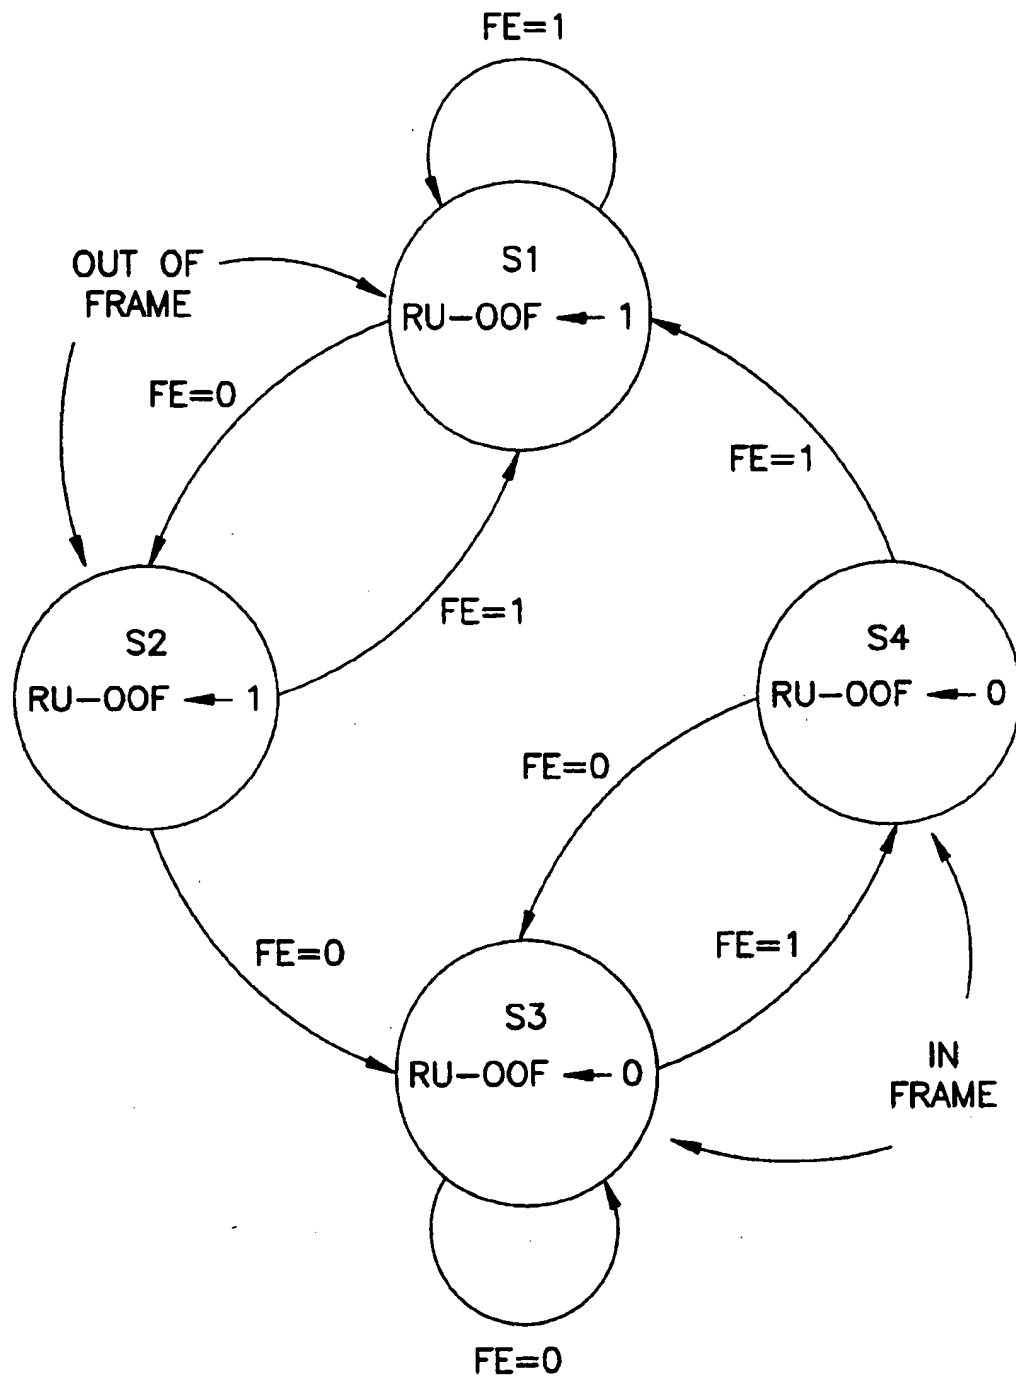 FE=1
OUT OF
FRAME
S1
RU-OOF ← 1
FE=0
FE=1
FE=1
S2
RU-OOF ← 1
S4
RU-OOF ← 0
FE=0
FE=0
FE=1
S3
RU-OOF ← 0
IN
FRAME
FE=0